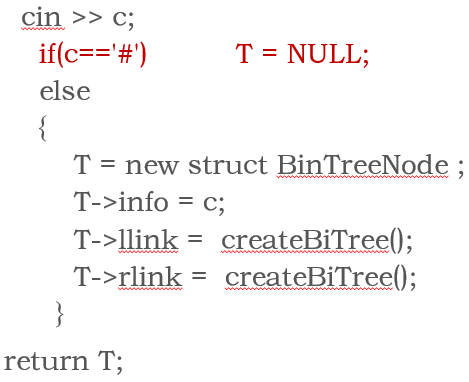 cin >> c;
if(c=='#') T = NULL;
else
{
T = new struct BinTreeNode ;
T->info = c;
T->llink = createBiTree();
T->rlink = createBiTree();
}
return T;